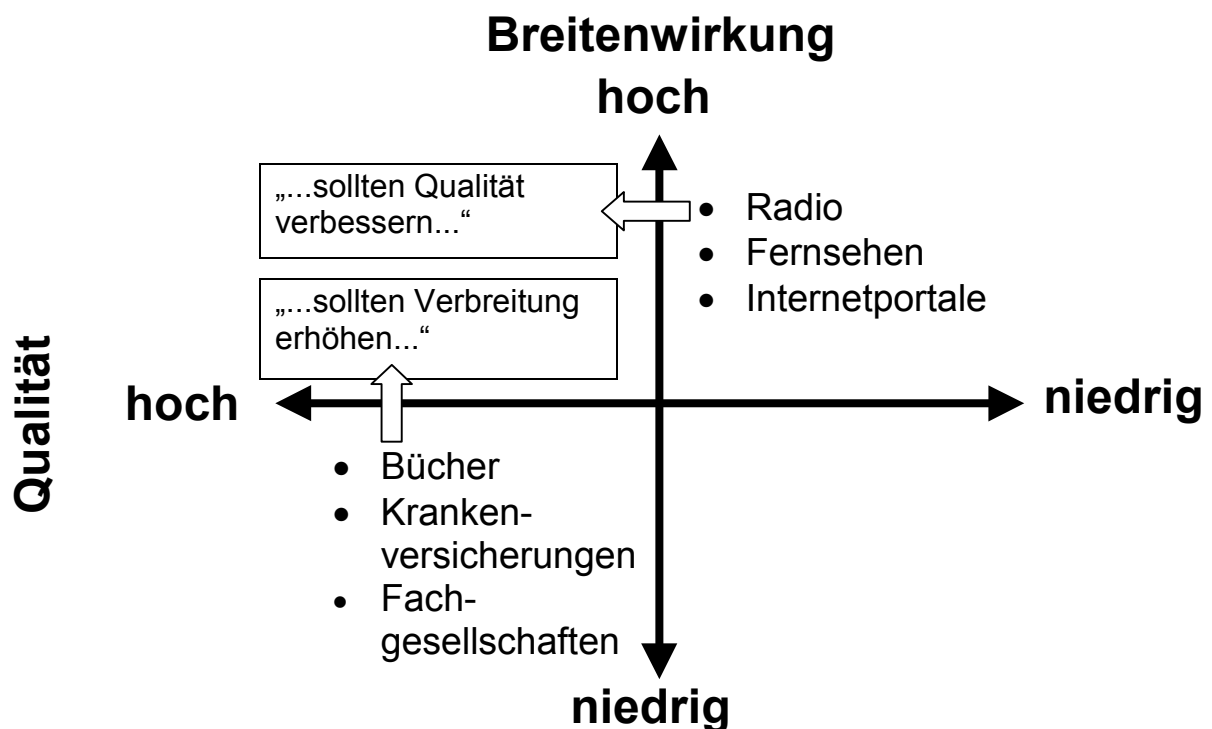 Breitenwirkung
hoch
„...sollten Qualität
verbessern...“
• Radio
• Fernsehen
• Internetportale
„...sollten Verbreitung
erhöhen...“
Qualität
hoch
niedrig
• Bücher
• Kranken-
versicherungen
• Fach-
gesellschaften
niedrig